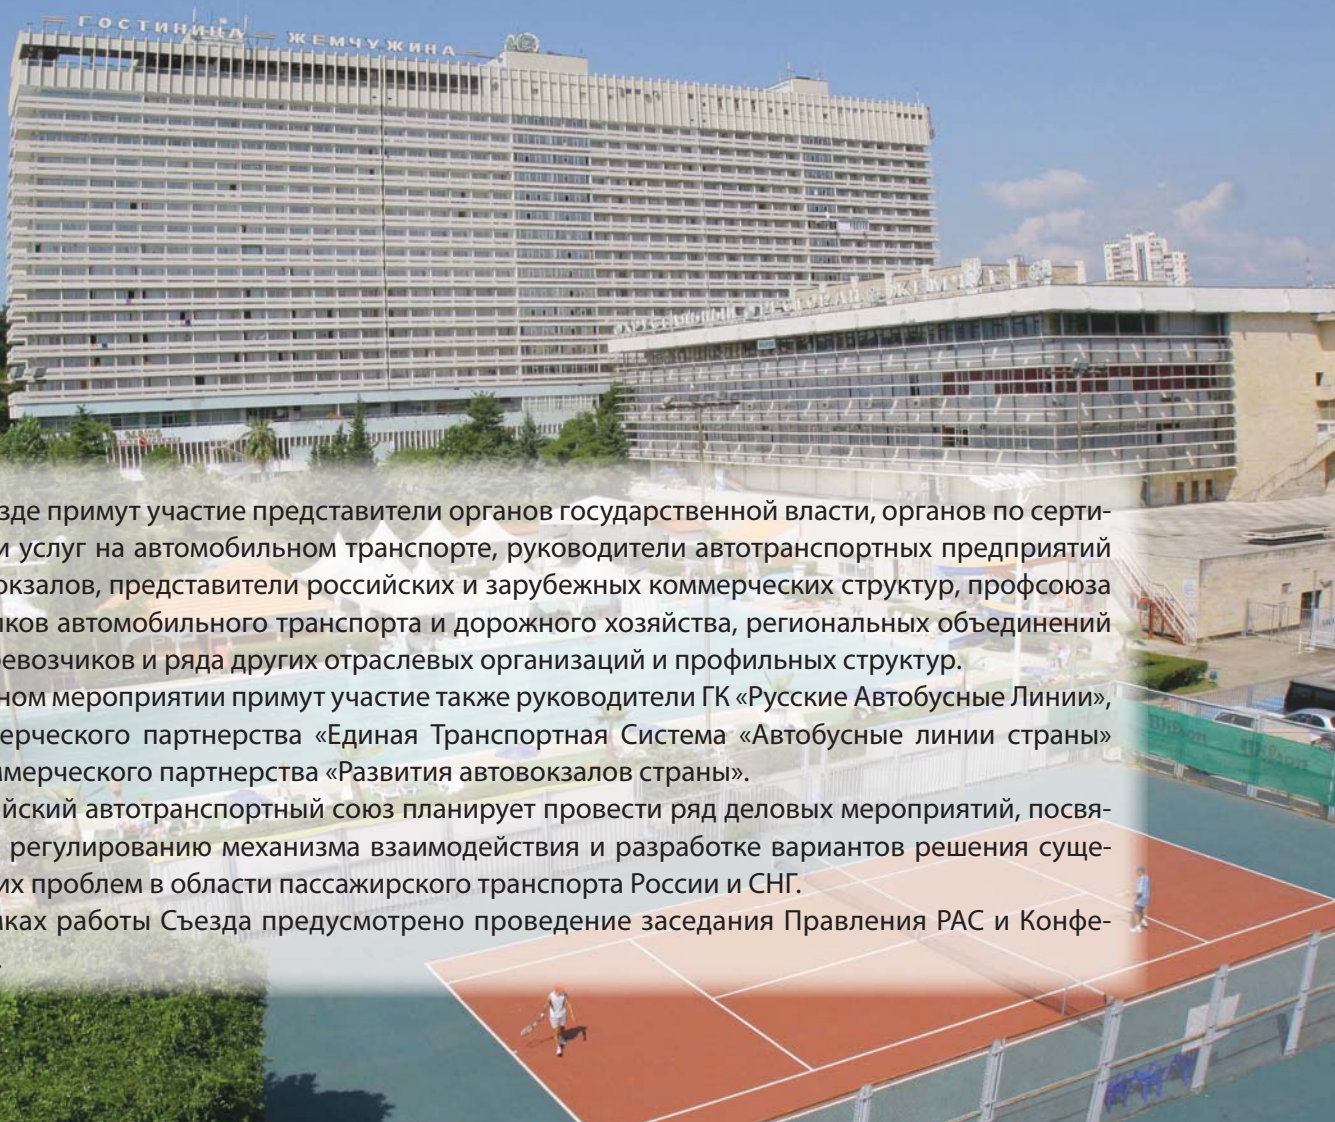 ГОСТИНИЦА ЖЕМЧУЖИНА
РЕСТОРАН
зде примут участие представители органов государственной власти, органов по серти-
и услуг на автомобильном транспорте, руководители автотранспортных предприятий
окзалов, представители российских и зарубежных коммерческих структур, профсоюза
иков автомобильного транспорта и дорожного хозяйства, региональных объединений
ревозчиков и ряда других отраслевых организаций и профильных структур.
ном мероприятии примут участие также руководители ГК «Русские Автобусные Линии»,
ерческого партнерства «Единая Транспортная Система «Автобусные линии страны»
ммерческого партнерства «Развития автовокзалов страны».
йский автотранспортный союз планирует провести ряд деловых мероприятий, посвя-
регулированию механизма взаимодействия и разработке вариантов решения суще-
их проблем в области пассажирского транспорта России и СНГ.
мках работы Съезда предусмотрено проведение заседания Правления РАС и Конфе-
.